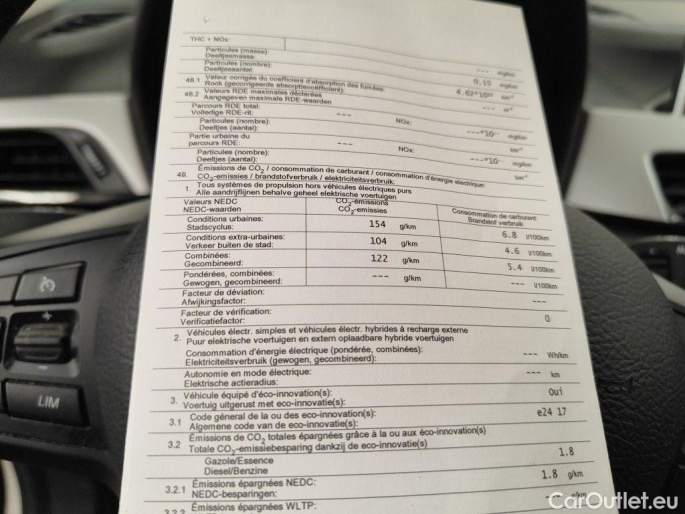 THC + NOx:
Particules (masse):
Deeltjesmassa:
--- mg/km
Particules (nombre):
Deeltjesaantal:
0.15
48.1 Valeur corrigée du coefficient d'absorption des fumées:
Rook (gecorrigeerde absorptiecoëfficiënt):
48.2 Valeurs RDE maximales déclarées
Aangegeven maximale RDE-waarden
Parcours RDE total:
Volledige RDE-rit: ---
NOx:
Particules (nombre):
Deeltjes (aantal):
Partie urbaine du
parcours RDE: ---
NOx:
Particules (nombre):
Deeltjes (aantal):
Émissions de CO2 / consommation de carburant / consommation d'énergie électrique:
CO2-emissies / brandstofverbruik / elektriciteitsverbruik:
1. Tous systèmes de propulsion hors véhicules électriques purs
Alle aandrijflijnen behalve geheel elektrische voertuigen
Valeurs NEDC CO2-émissions Consommation de carburant:
NEDC-waarden CO2-emissies Brandstof verbruik:
Conditions urbaines:
Stadscyclus: 154 g/km 6.8 l/100km
Conditions extra-urbaines:
Verkeer buiten de stad: 104 g/km 4.6 l/100km
Combinées:
Gecombineerd: 122 g/km 5.4 l/100km
Pondérées, combinées:
Gewogen, gecombineerd: --- g/km --- l/100km
Facteur de déviation:
Afwijkingsfactor: ---
Facteur de vérification:
Verificatiefactor: 0
2. Véhicules électr. simples et véhicules électr. hybrides à recharge externe
Puur elektrische voertuigen en extern oplaadbare hybride voertuigen
Consommation d'énergie électrique (pondérée, combinées):
Elektriciteitsverbruik (gewogen, gecombineerd): --- Wh/km
Autonomie en mode électrique:
Elektrische actieradius: --- km
3. Véhicule équipé d'éco-innovation(s):
Voertuig uitgerust met eco-innovatie(s): Oui
3.1 Code géneral de la ou des eco-innovation(s):
Algemene code van de eco-innovatie(s): e24 17
3.2 Émissions de CO2 totales épargnées grâce à la ou aux éco-innovation(s)
Totale CO2-emissiebesparing dankzij de eco-innovatie(s)
Gazole/Essence
Diesel/Benzine 1.8
3.2.1 Émissions épargnées NEDC:
NEDC-besparingen: 1.8 g/km
Émissions épargnées WLTP:
LIM
CarOutlet.eu